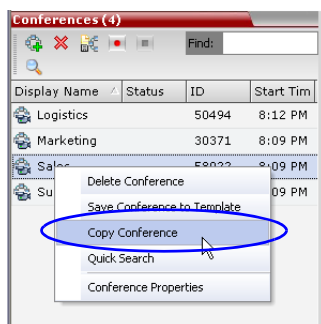 Conferences (4)
Find:
Display Name Status ID Start Tim
Logistics 50494 8:12 PM
Marketing 30371 8:09 PM
Sales 8:09 PM
Su 09 PM
Delete Conference
Save Conference to Template
Copy Conference
Quick Search
Conference Properties